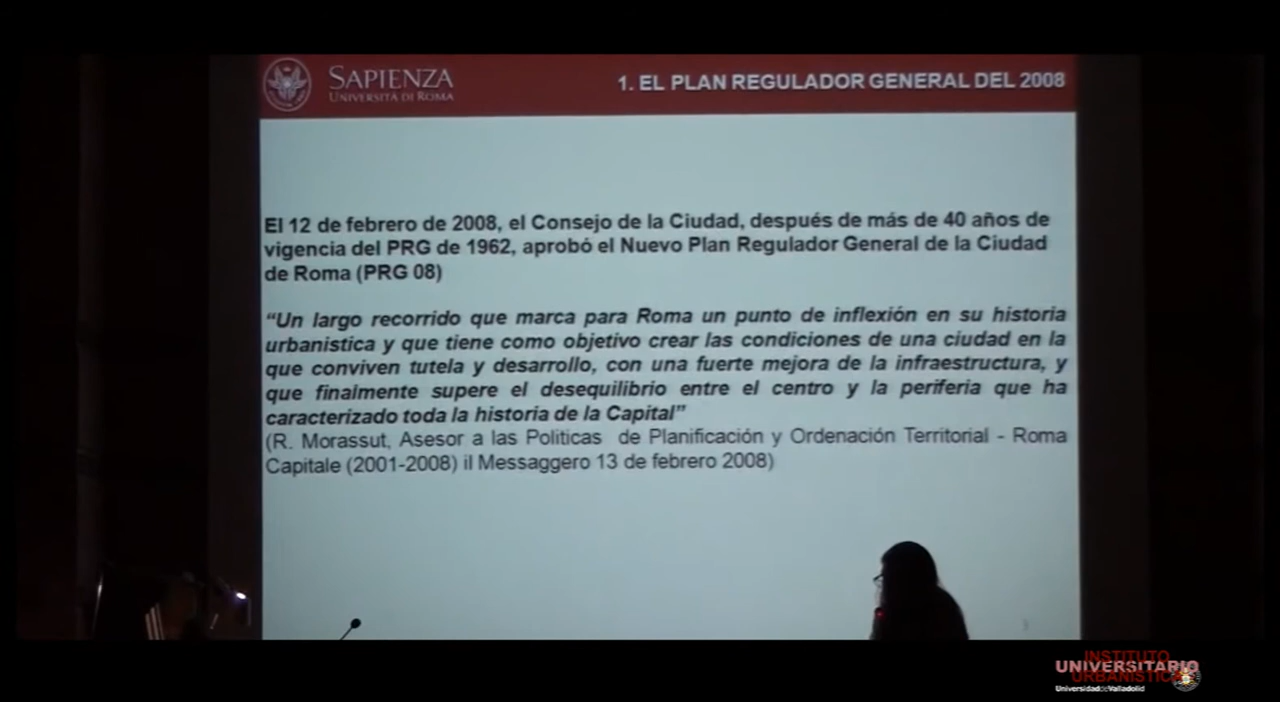 SAPIENZA
UNIVERSITÀ DI ROMA
1. EL PLAN REGULADOR GENERAL DEL 2008
El 12 de febrero de 2008, el Consejo de la Ciudad, después de más de 40 años de
vigencia del PRG de 1962, aprobó el Nuevo Plan Regulador General de la Ciudad
de Roma (PRG 08)
“Un largo recorrido que marca para Roma un punto de inflexión en su historia
urbanistica y que tiene como objetivo crear las condiciones de una ciudad en la
que conviven tutela y desarrollo, con una fuerte mejora de la infraestructura, y
que finalmente supere el desequilibrio entre el centro y la periferia que ha
caracterizado toda la historia de la Capital”
(R. Morassut, Asesor a las Politicas de Planificación y Ordenación Territorial - Roma
Capitale (2001-2008) il Messaggero 13 de febrero 2008)
INSTITUTO
UNIVERSITARIO
URBANÍSTICA
Universidad de Valladolid